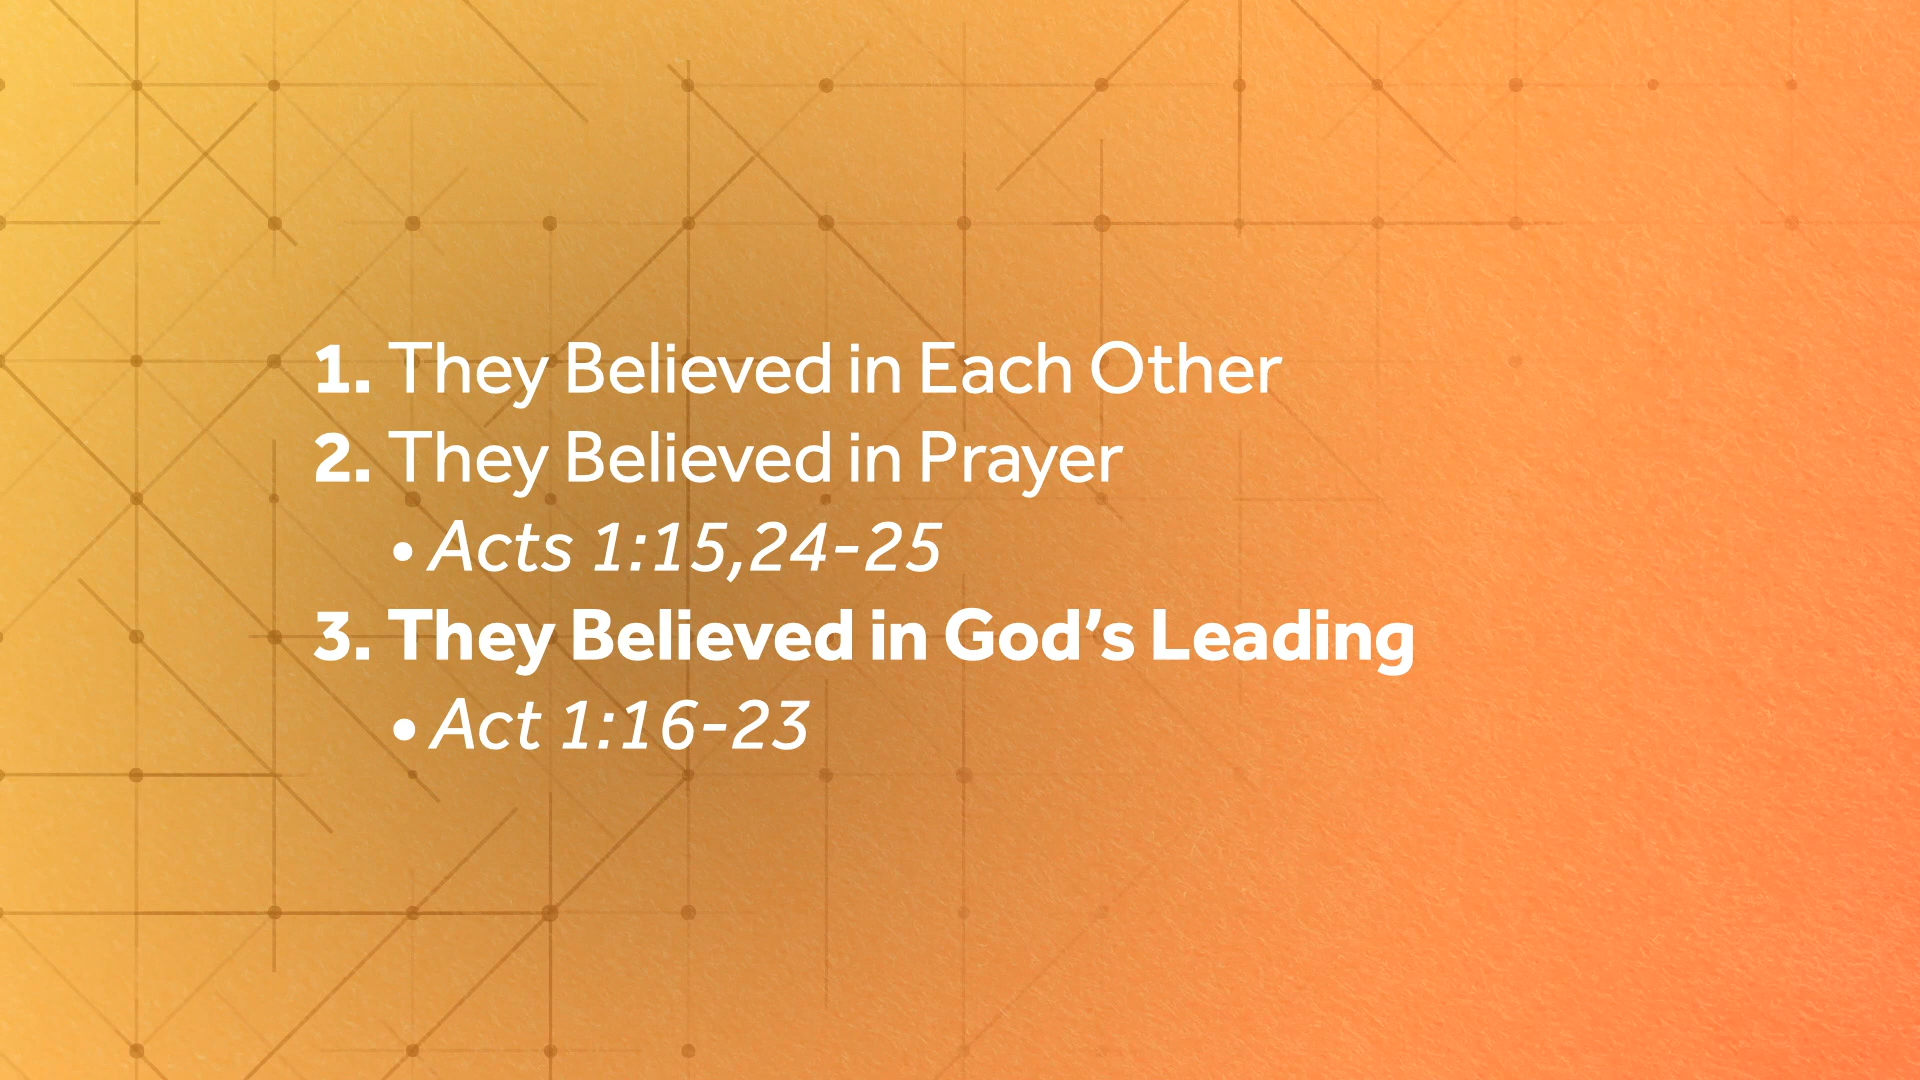 1. They Believed in Each Other
2. They Believed in Prayer
• Acts 1:15,24-25
3. They Believed in God’s Leading
• Act 1:16-23